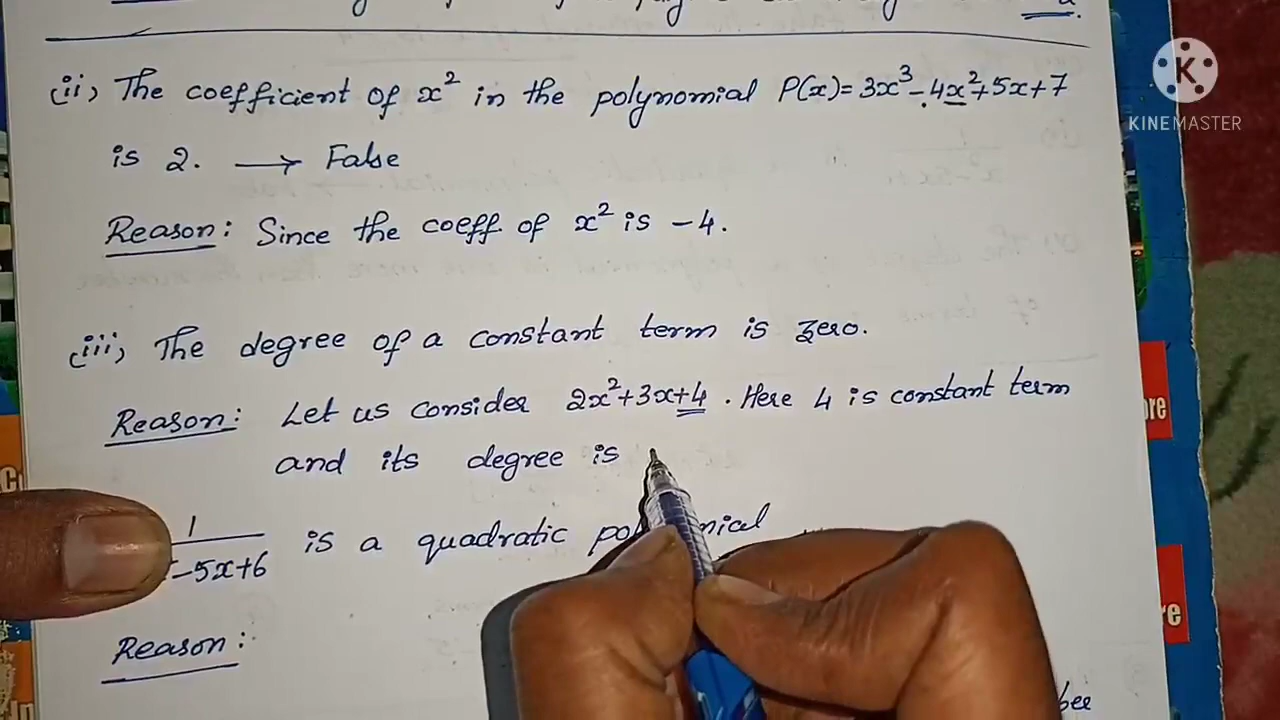 (ii) The coefficient of x² in the polynomial P(x)=3x³-4x²+5x+7
is 2. → False
Reason: Since the coeff. of x² is -4.
(iii) The degree of a constant term is zero.
Reason: Let us consider 2x²+3x+4. Here 4 is constant term
and its degree is
1
-5x+6 is a quadratic
Reason:
K
KINEMASTER